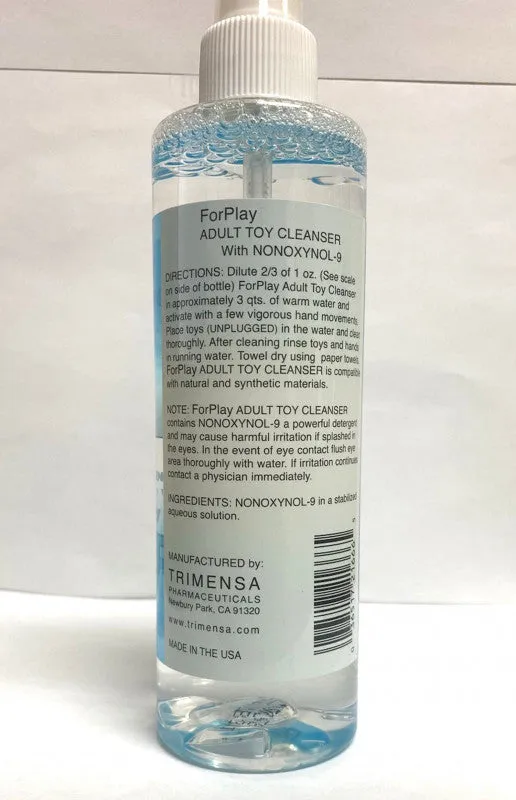 ForPlay
ADULT TOY CLEANSER
With NONOXYNOL-9
DIRECTIONS: Dilute 2/3 of 1 oz. (See scale
on side of bottle) ForPlay Adult Toy Cleanser
in approximately 3 qts. of warm water and
activate with a few vigorous hand movements.
Place toys (UNPLUGGED) in the water and clean
thoroughly. After cleaning rinse toys and hands
in running water. Towel dry using paper towels.
ForPlay ADULT TOY CLEANSER is compatible
with natural and synthetic materials.
NOTE: ForPlay ADULT TOY CLEANSER
contains NONOXYNOL-9 a powerful detergent
and may cause harmful irritation if splashed in
the eyes. In the event of eye contact flush eye
area thoroughly with water. If irritation continues
contact a physician immediately.
INGREDIENTS: NONOXYNOL-9 in a stabilized
aqueous solution.
MANUFACTURED by:
TRIMENSA
PHARMACEUTICALS
Newbury Park, CA 91320
www.trimensa.com
MADE IN THE USA